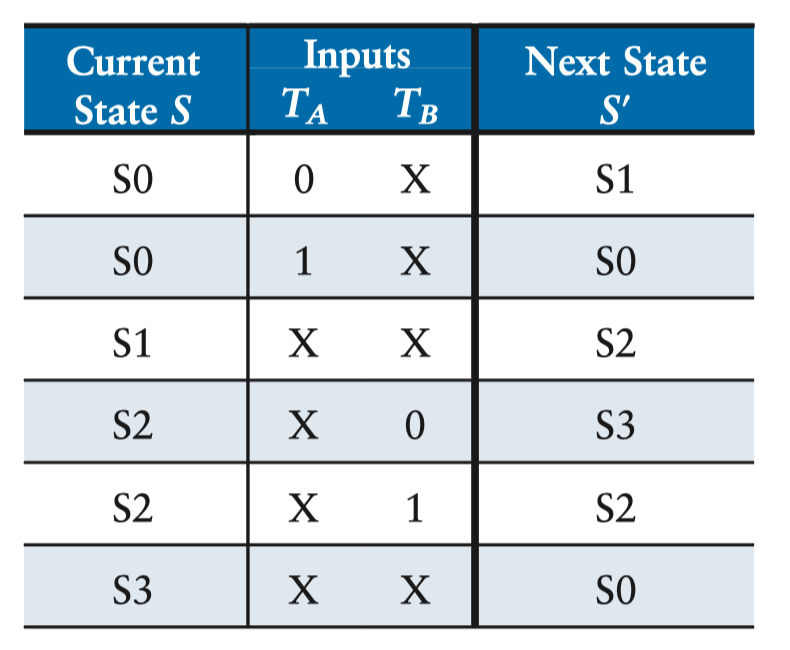 Current State S Inputs Next State S′
T_A T_B
S0 0 X S1
S0 1 X S0
S1 X X S2
S2 X 0 S3
S2 X 1 S2
S3 X X S0